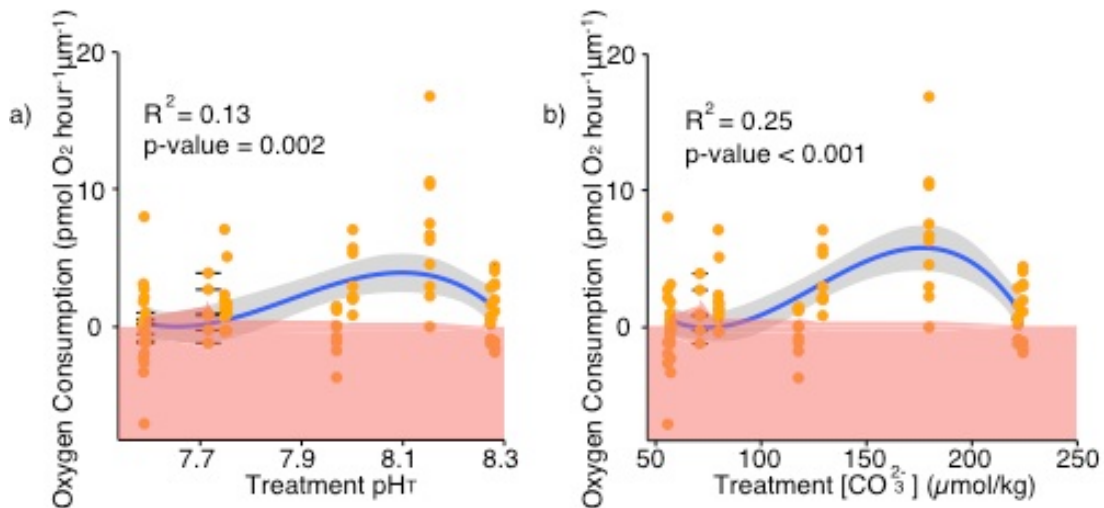 a)
Oxygen Consumption (pmol O₂ hour⁻¹µm⁻¹)
20
10
0
R² = 0.13
p-value = 0.002
7.7 7.9 8.1 8.3
Treatment pHT
b)
Oxygen Consumption (pmol O₂ hour⁻¹µm⁻¹)
20
10
0
R² = 0.25
p-value < 0.001
50 100 150 200 250
Treatment [CO₃²⁻] (µmol/kg)